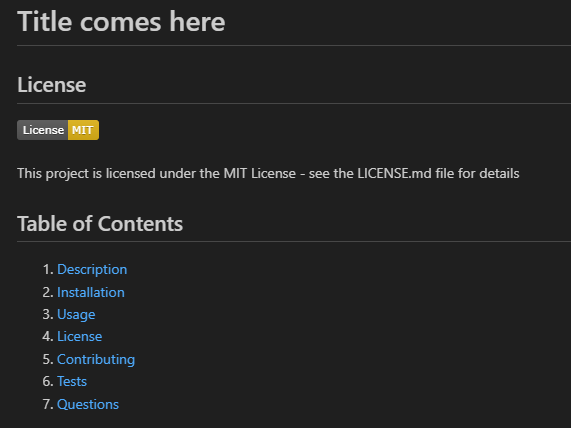 Title comes here
License
License MIT
This project is licensed under the MIT License - see the LICENSE.md file for details
Table of Contents
1. Description
2. Installation
3. Usage
4. License
5. Contributing
6. Tests
7. Questions